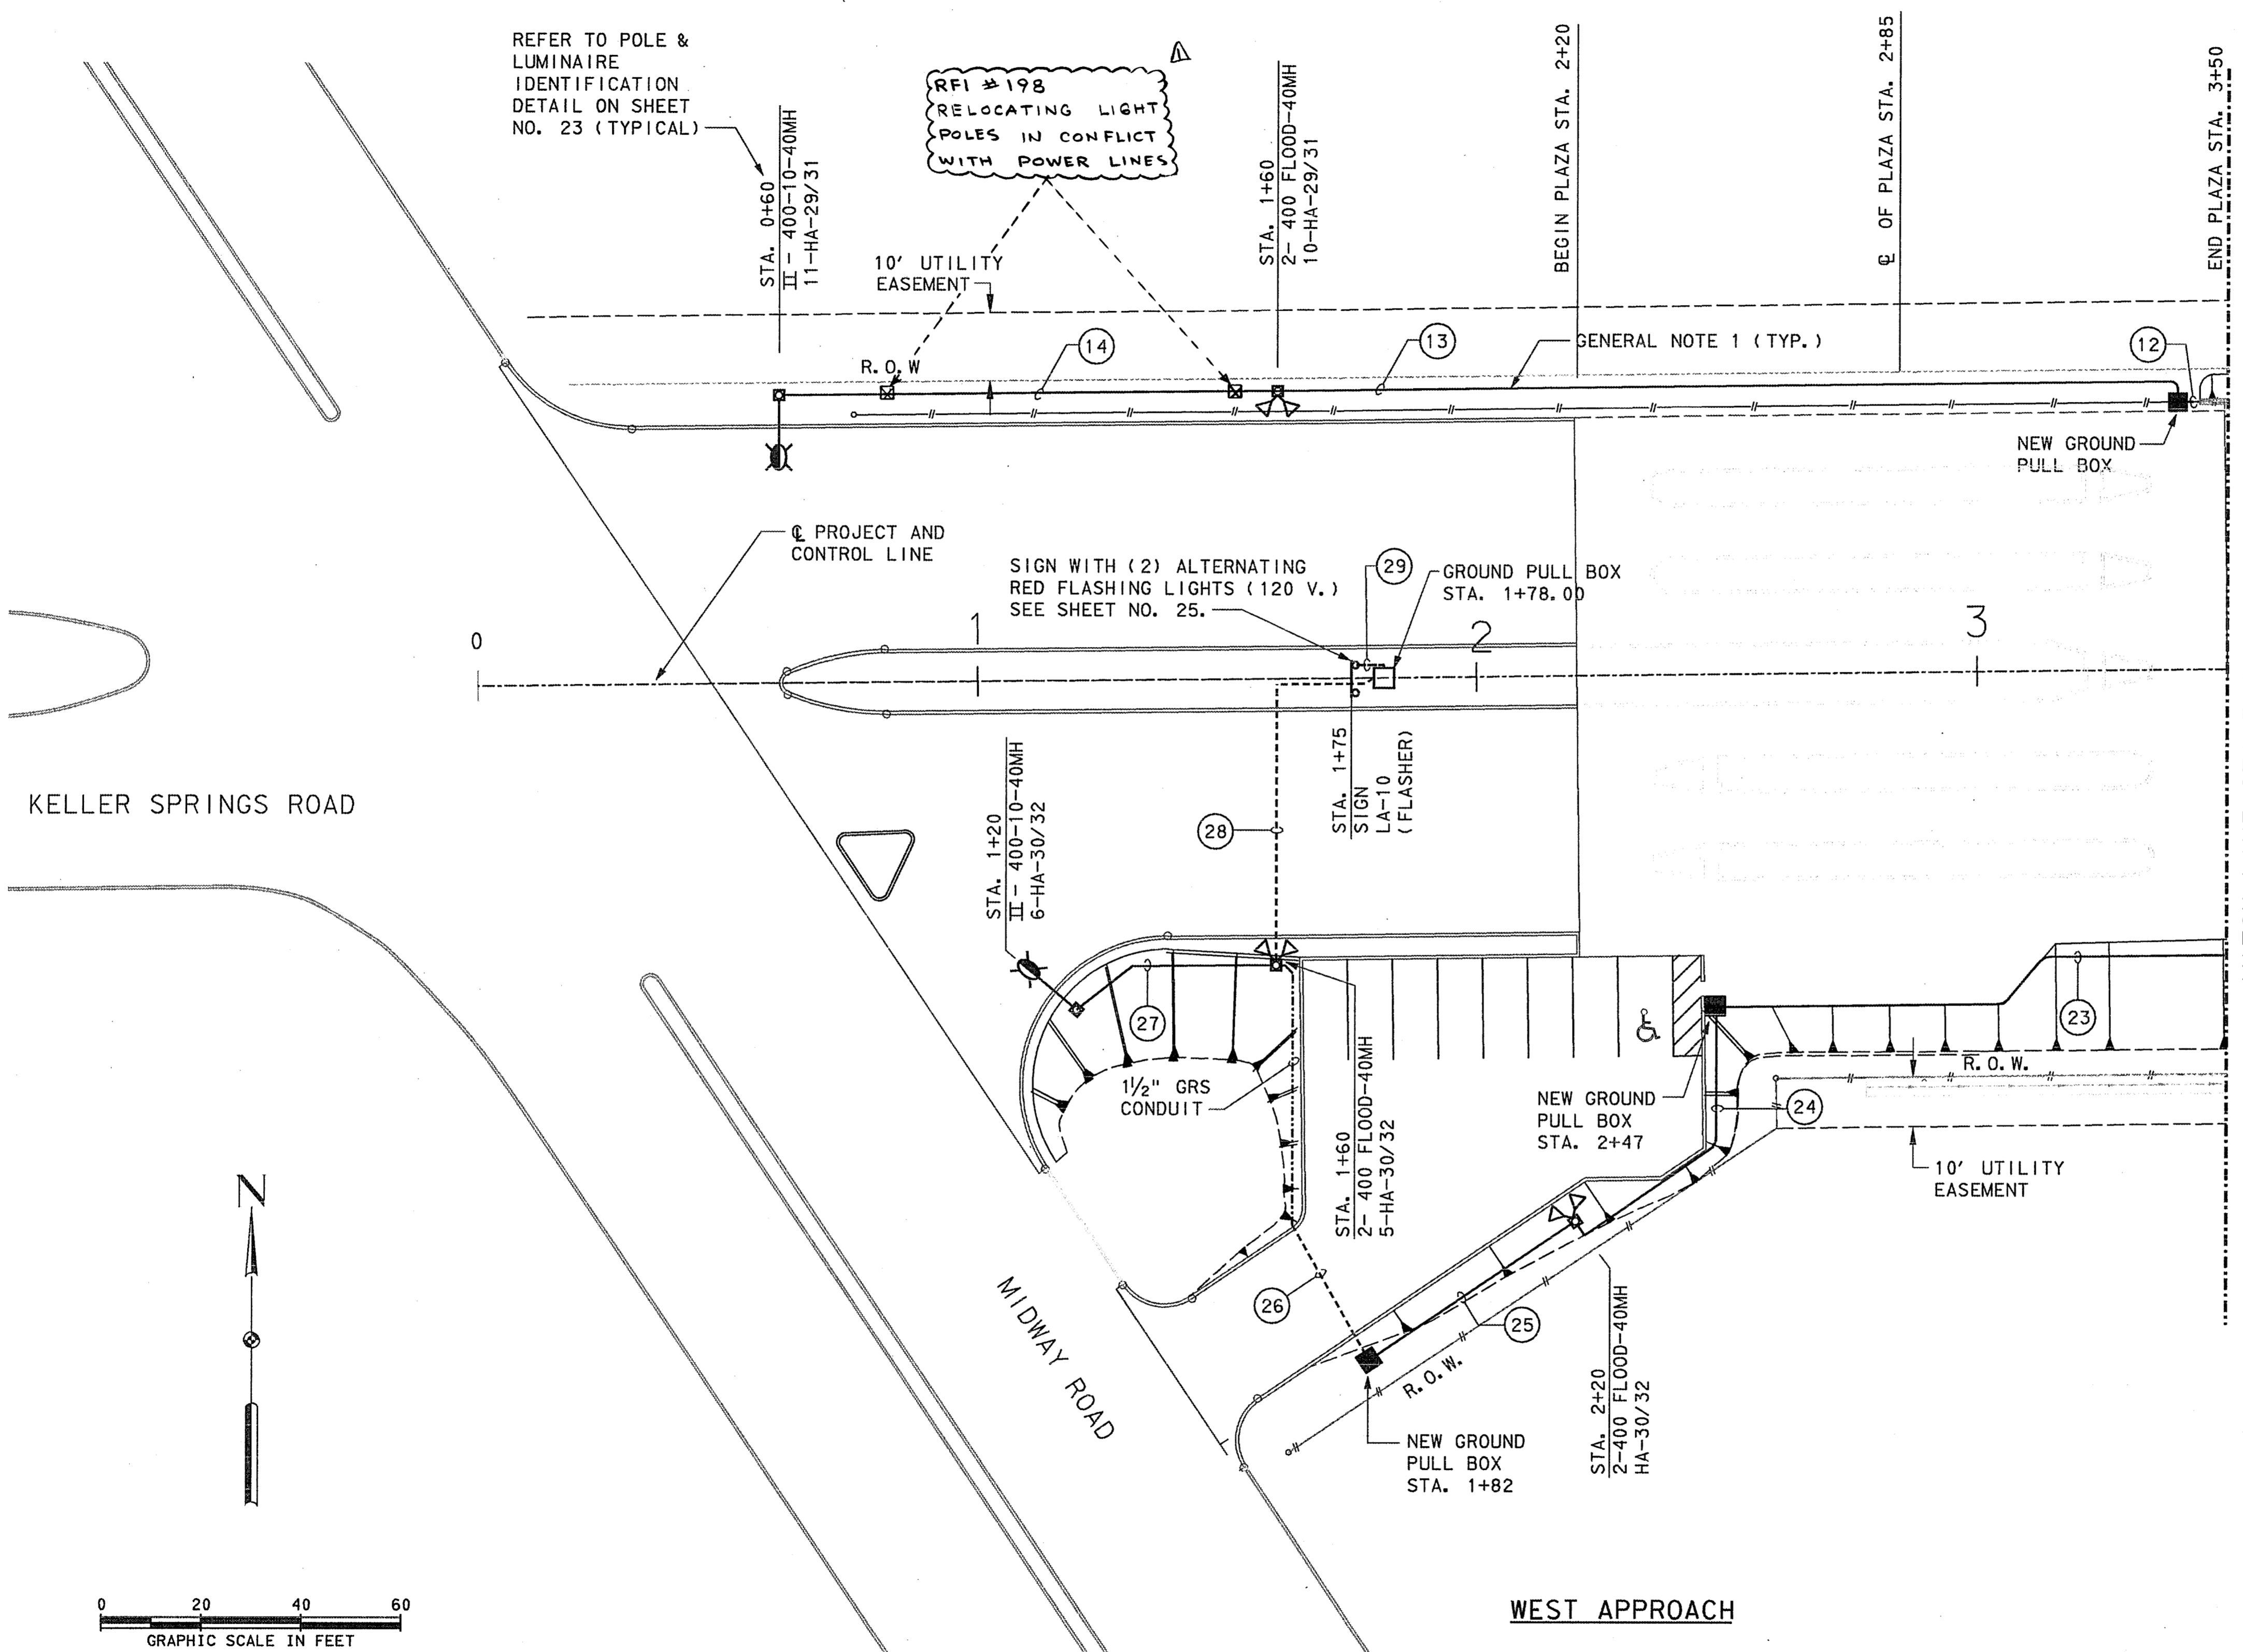 REFER TO POLE &
LUMINAIRE
IDENTIFICATION
DETAIL ON SHEET
NO. 23 (TYPICAL)
STA. 0+60
II - 400-10-40MH
11-HA-29/31
RFI # 198
RELOCATING LIGHT
POLES IN CONFLICT
WITH POWER LINES
1
STA. 1+60
2- 400 FLOOD-40MH
10-HA-29/31
BEGIN PLAZA STA. 2+20
℄ OF PLAZA STA. 2+85
END PLAZA STA. 3+50
10' UTILITY
EASEMENT
R.O.W
14
13
GENERAL NOTE 1 (TYP.)
12
NEW GROUND
PULL BOX
℄ PROJECT AND
CONTROL LINE
SIGN WITH (2) ALTERNATING
RED FLASHING LIGHTS (120 V.)
SEE SHEET NO. 25.
29
GROUND PULL BOX
STA. 1+78.00
0
1
2
3
KELLER SPRINGS ROAD
STA. 1+20
II - 400-10-40MH
6-HA-30/32
28
STA. 1+75
SIGN
LA-10
(FLASHER)
27
1½" GRS
CONDUIT
STA. 1+60
2- 400 FLOOD-40MH
5-HA-30/32
23
R.O.W.
NEW GROUND
PULL BOX
STA. 2+47
24
10' UTILITY
EASEMENT
N
MIDWAY ROAD
26
25
R.O.W.
STA. 2+20
2-400 FLOOD-40MH
HA-30/32
NEW GROUND
PULL BOX
STA. 1+82
0 20 40 60
GRAPHIC SCALE IN FEET
WEST APPROACH